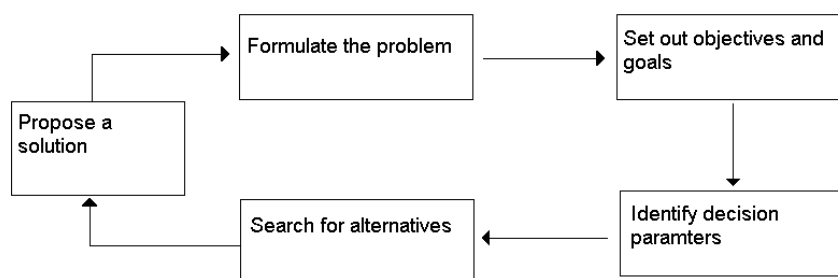 Formulate the problem
Set out objectives and
goals
Identify decision
paramters
Search for alternatives
Propose a
solution